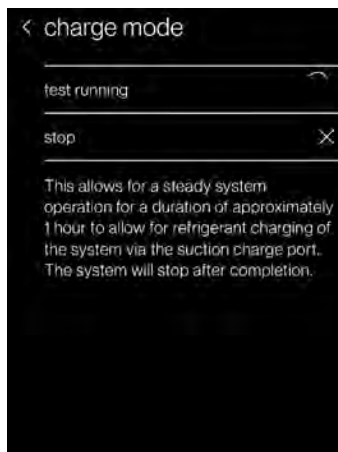 charge mode
test running
stop
This allows for a steady system
operation for a duration of approximately
1 hour to allow for refrigerant charging of
the system via the suction charge port.
The system will stop after completion.